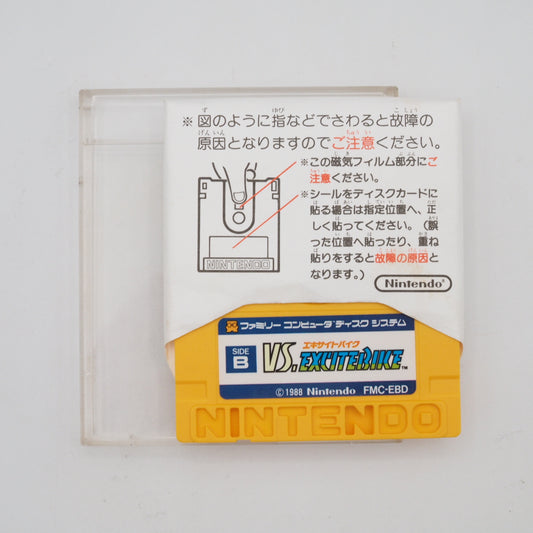 ※図のように指などでさわると故障の
原因となりますのでご注意ください。
※この磁気フィルム部分にご
注意ください。
※シールをディスクカードに
貼る場合は指定位置へ、正
しく貼ってください。(誤
った位置へ貼ったり、重ね
貼りをすると故障の原因と
なります。)
NINTENDO
Nintendo®
ファミリー コンピュータ ディスク システム
SIDE
B
エキサイトバイク
VS. EXCITEBIKE™
©1988 Nintendo FMC-EBD
NINTENDO